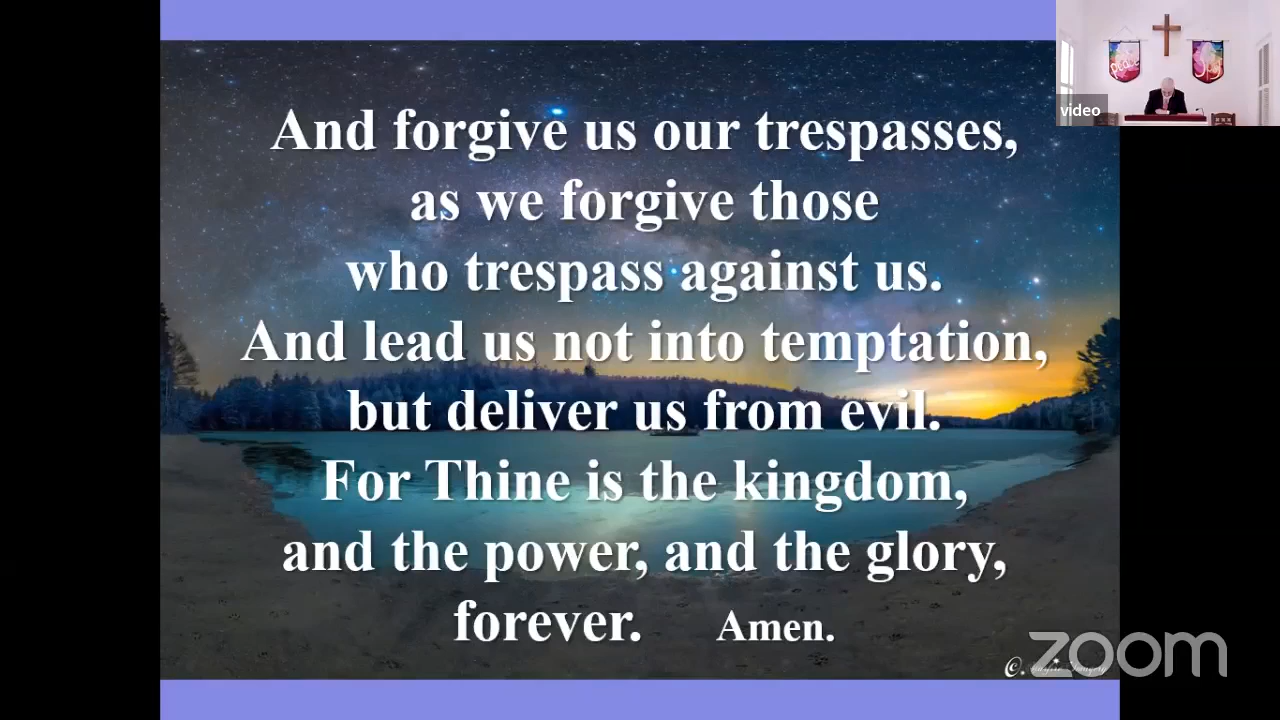 And forgive us our trespasses,
as we forgive those
who trespass against us.
And lead us not into temptation,
but deliver us from evil.
For Thine is the kingdom,
and the power, and the glory,
forever. Amen.
video
zoom